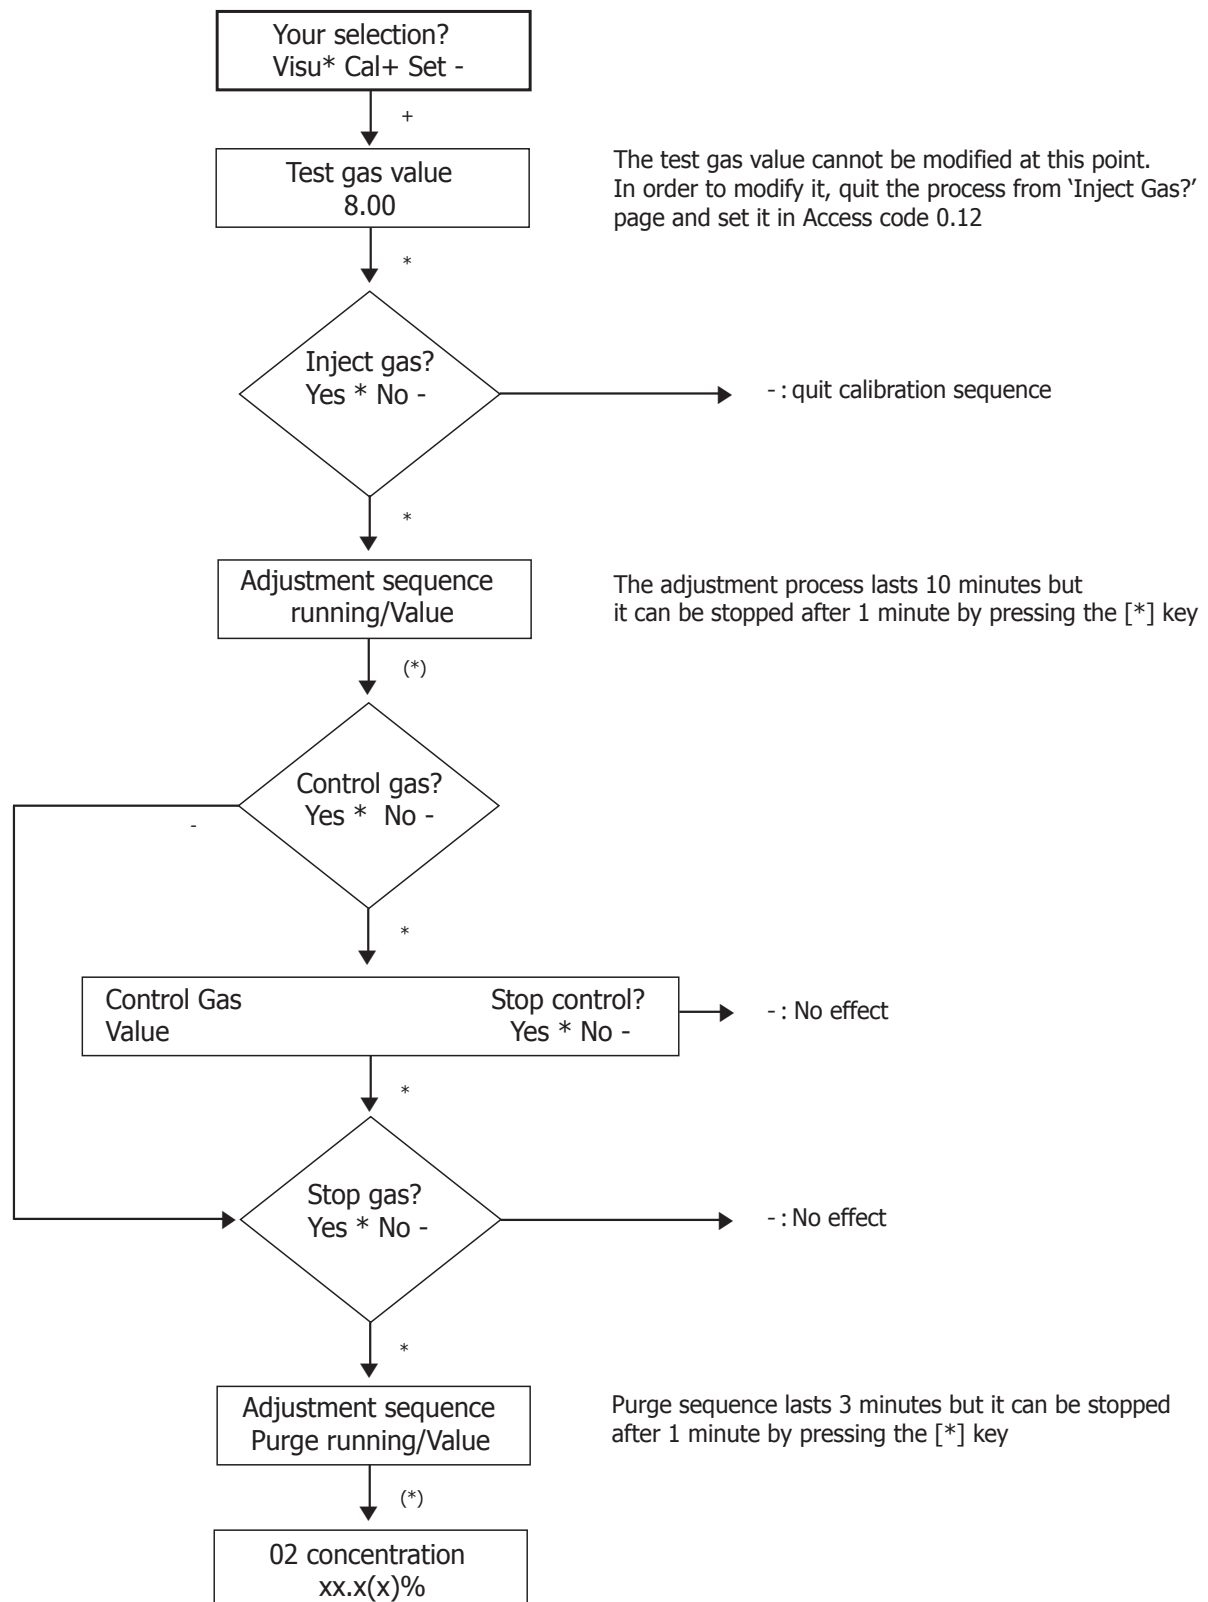 Your selection?
Visu* Cal+ Set -
+
Test gas value
8.00
The test gas value cannot be modified at this point.
In order to modify it, quit the process from ‘Inject Gas?’
page and set it in Access code 0.12
*
Inject gas?
Yes * No -
- : quit calibration sequence
*
Adjustment sequence
running/Value
The adjustment process lasts 10 minutes but
it can be stopped after 1 minute by pressing the [*] key
(*)
Control gas?
Yes * No -
-
*
Control Gas
Value
Stop control?
Yes * No -
- : No effect
*
Stop gas?
Yes * No -
- : No effect
*
Adjustment sequence
Purge running/Value
Purge sequence lasts 3 minutes but it can be stopped
after 1 minute by pressing the [*] key
(*)
02 concentration
xx.x(x)%